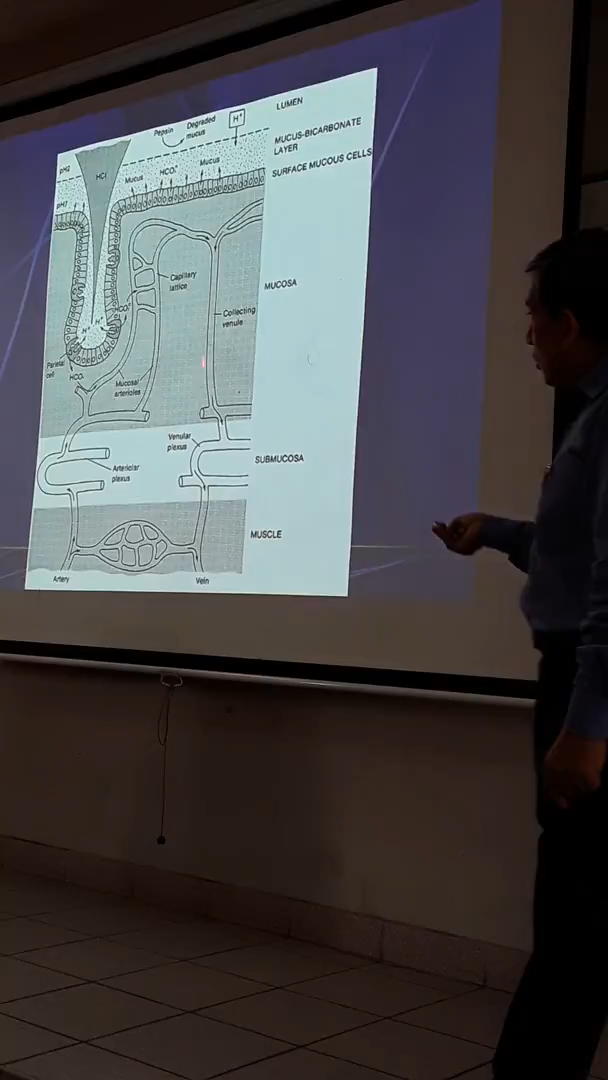 LUMEN
Pepsin
Degraded
mucus
H+
MUCUS-BICARBONATE
LAYER
pH2
HCl
Mucus
HCO₃⁻
Mucus
SURFACE MUCOUS CELLS
pH7
Capillary
lattice
MUCOSA
HCO₃⁻
Collecting
venule
H+
H+
Parietal
cell
HCO₃⁻
Mucosal
arterioles
Venular
plexus
Arteriolar
plexus
SUBMUCOSA
MUSCLE
Artery
Vein